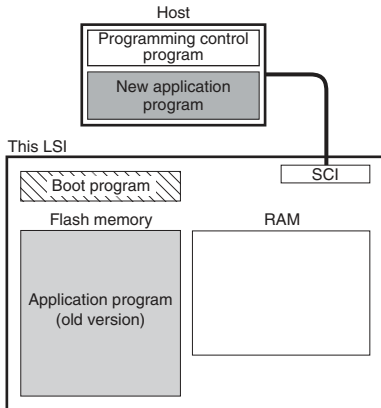 Host
Programming control
program
New application
program
This LSI
SCI
Boot program
Flash memory
RAM
Application program
(old version)